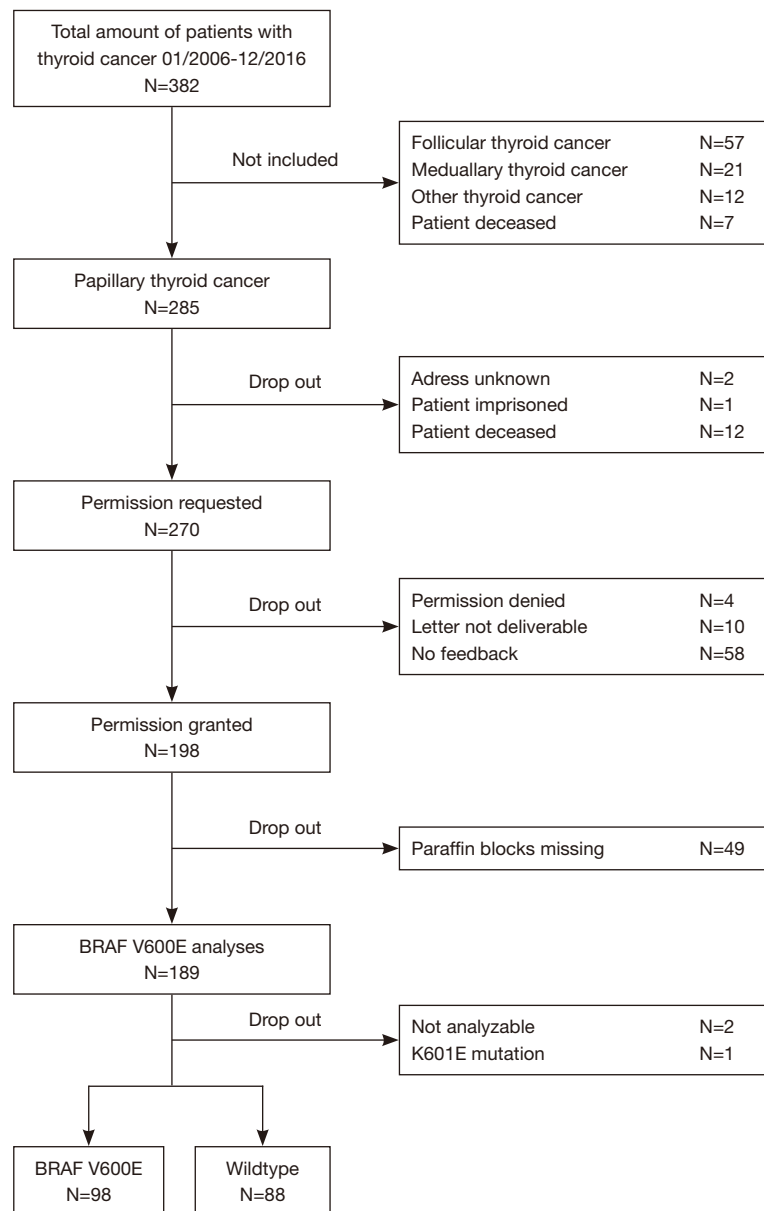 Total amount of patients with
thyroid cancer 01/2006-12/2016
N=382
Not included
Follicular thyroid cancer N=57
Meduallary thyroid cancer N=21
Other thyroid cancer N=12
Patient deceased N=7
Papillary thyroid cancer
N=285
Drop out
Adress unknown N=2
Patient imprisoned N=1
Patient deceased N=12
Permission requested
N=270
Drop out
Permission denied N=4
Letter not deliverable N=10
No feedback N=58
Permission granted
N=198
Drop out
Paraffin blocks missing N=49
BRAF V600E analyses
N=189
Drop out
Not analyzable N=2
K601E mutation N=1
BRAF V600E
N=98
Wildtype
N=88